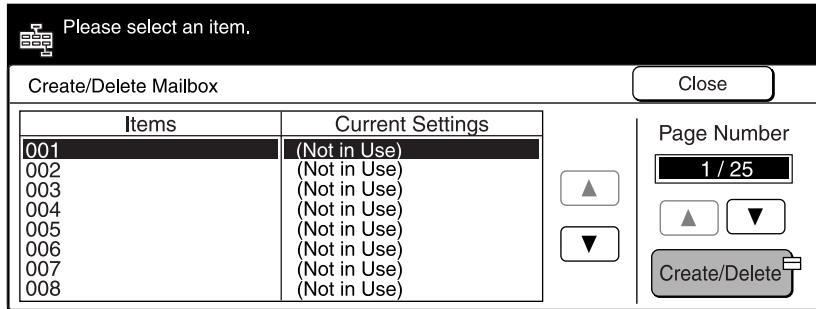 Please select an item.
Create/Delete Mailbox
Close
Items Current Settings
001 (Not in Use)
002 (Not in Use)
003 (Not in Use)
004 (Not in Use)
005 (Not in Use)
006 (Not in Use)
007 (Not in Use)
008 (Not in Use)
Page Number
1 / 25
Create/Delete